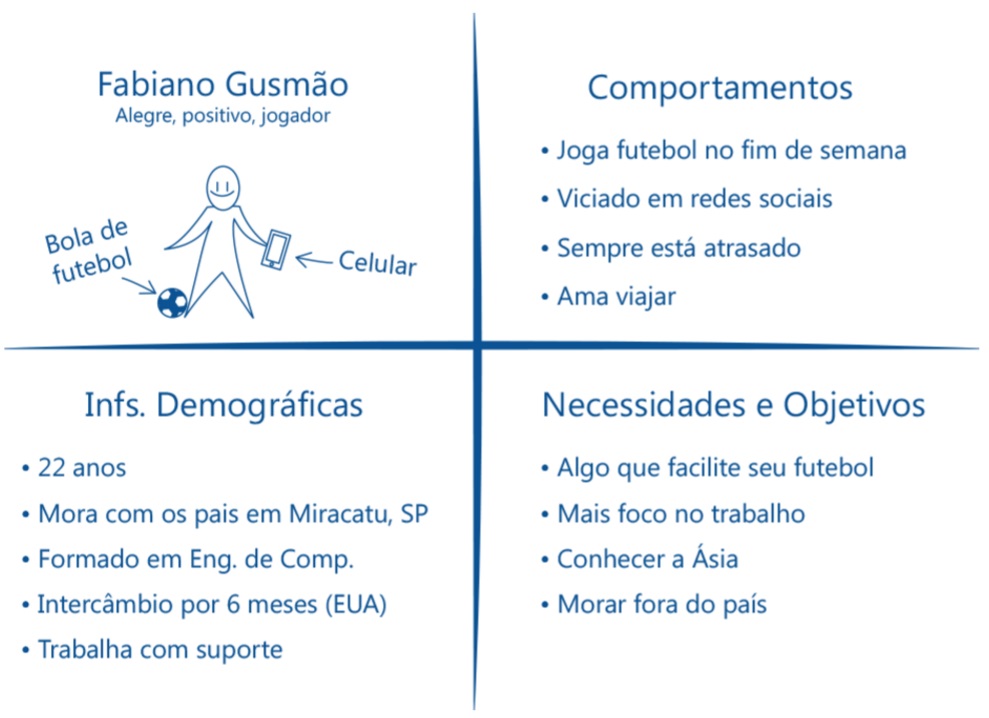 Fabiano Gusmão
Alegre, positivo, jogador
Bola de
futebol
Celular
Comportamentos
• Joga futebol no fim de semana
• Viciado em redes sociais
• Sempre está atrasado
• Ama viajar
Infs. Demográficas
• 22 anos
• Mora com os pais em Miracatu, SP
• Formado em Eng. de Comp.
• Intercâmbio por 6 meses (EUA)
• Trabalha com suporte
Necessidades e Objetivos
• Algo que facilite seu futebol
• Mais foco no trabalho
• Conhecer a Ásia
• Morar fora do país